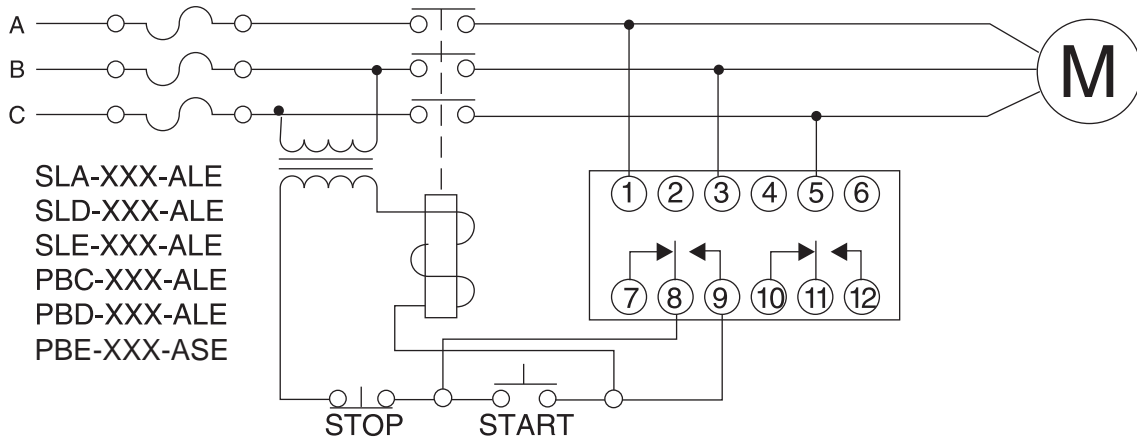 A
B
C
M
SLA-XXX-ALE
SLD-XXX-ALE
SLE-XXX-ALE
PBC-XXX-ALE
PBD-XXX-ALE
PBE-XXX-ASE
1 2 3 4 5 6
7 8 9 10 11 12
STOP START